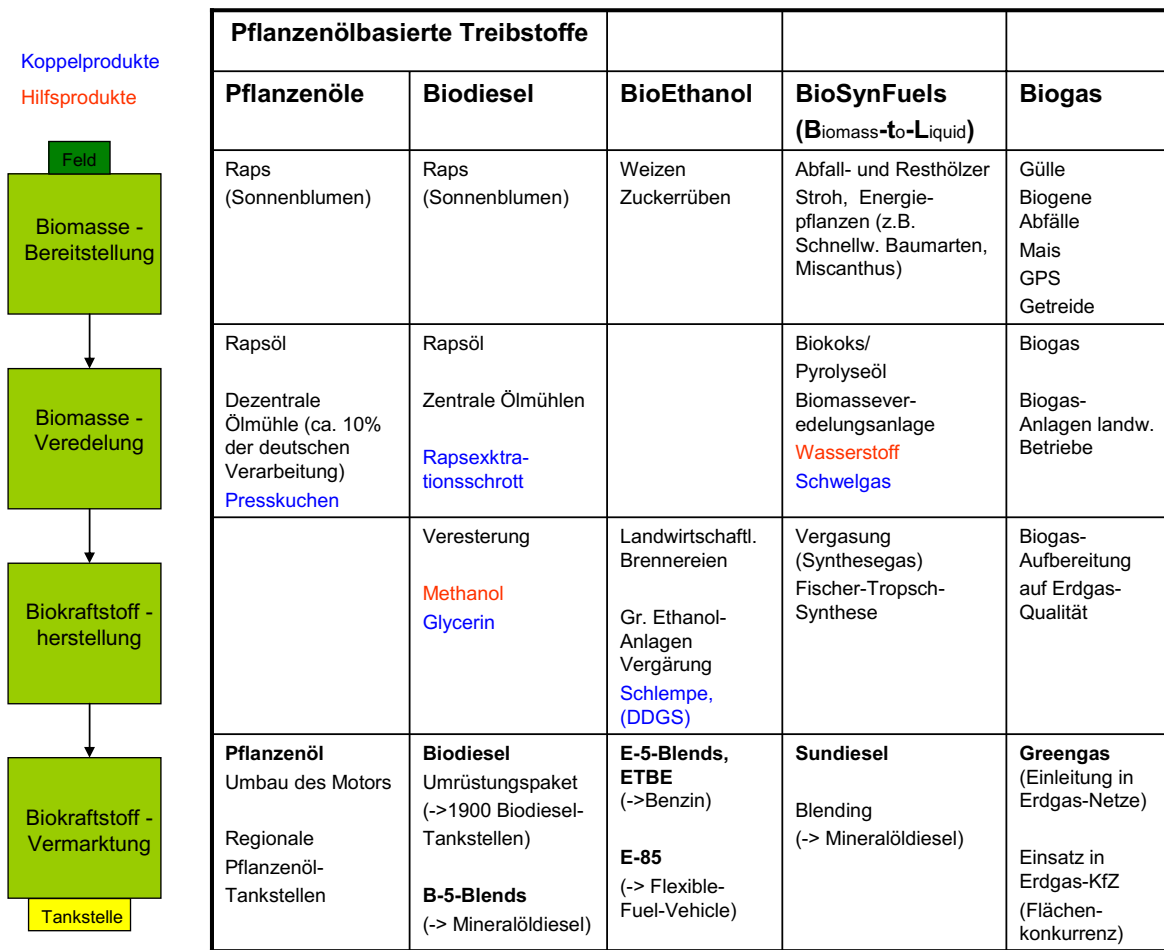 Koppelprodukte
Hilfsprodukte
Feld
Biomasse -
Bereitstellung
Biomasse -
Veredelung
Biokraftstoff -
herstellung
Biokraftstoff -
Vermarktung
Tankstelle
Pflanzenölbasierte Treibstoffe
Pflanzenöle
Biodiesel
BioEthanol
BioSynFuels
(Biomass-to-Liquid)
Biogas
Raps
(Sonnenblumen)
Raps
(Sonnenblumen)
Weizen
Zuckerrüben
Abfall- und Resthölzer
Stroh, Energie-
pflanzen (z.B.
Schnellw. Baumarten,
Miscanthus)
Gülle
Biogene
Abfälle
Mais
GPS
Getreide
Rapsöl
Dezentrale
Ölmühle (ca. 10%
der deutschen
Verarbeitung)
Presskuchen
Rapsöl
Zentrale Ölmühlen
Rapsexktra-
tionsschrott
Biokoks/
Pyrolyseöl
Biomassever-
edelungsanlage
Wasserstoff
Schwelgas
Biogas
Biogas-
Anlagen landw.
Betriebe
Veresterung
Methanol
Glycerin
Landwirtschaftl.
Brennereien
Gr. Ethanol-
Anlagen
Vergärung
Schlempe,
(DDGS)
Vergasung
(Synthesegas)
Fischer-Tropsch-
Synthese
Biogas-
Aufbereitung
auf Erdgas-
Qualität
Pflanzenöl
Umbau des Motors
Regionale
Pflanzenöl-
Tankstellen
Biodiesel
Umrüstungspaket
(->1900 Biodiesel-
Tankstellen)
B-5-Blends
(-> Mineralöldiesel)
E-5-Blends,
ETBE
(->Benzin)
E-85
(-> Flexible-
Fuel-Vehicle)
Sundiesel
Blending
(-> Mineralöldiesel)
Greengas
(Einleitung in
Erdgas-Netze)
Einsatz in
Erdgas-KfZ
(Flächen-
konkurrenz)